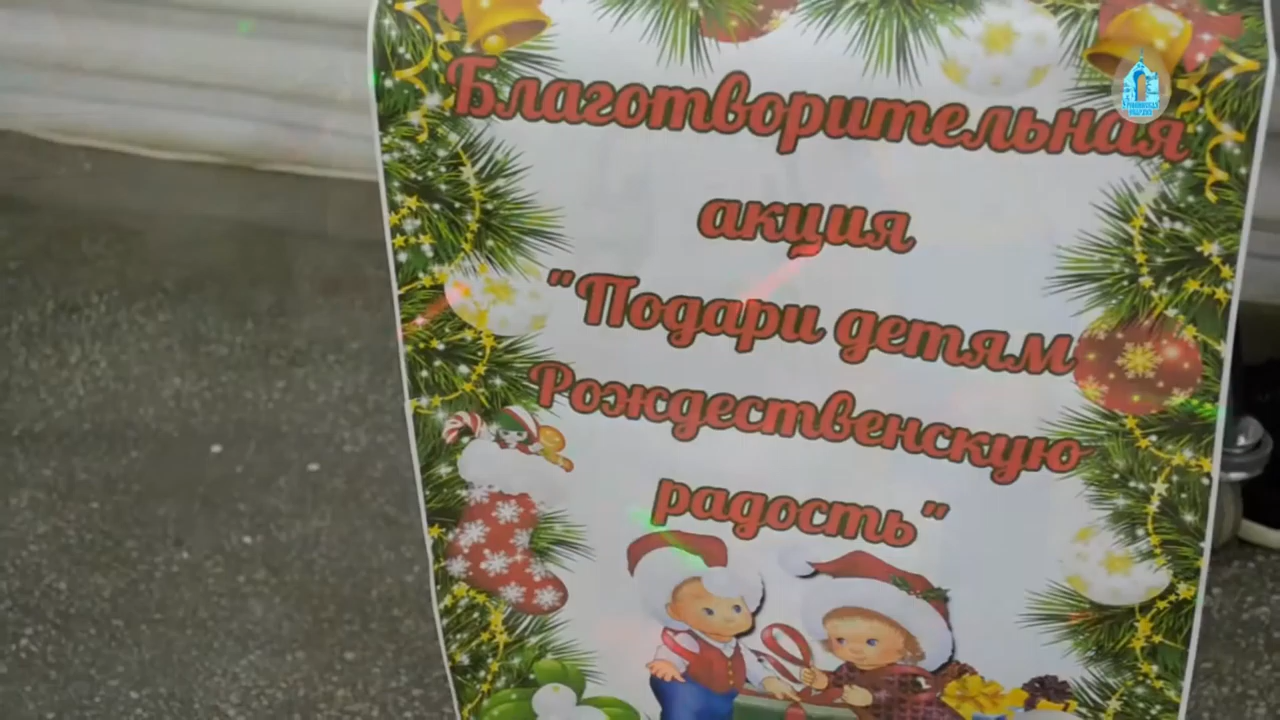 Благотворительная
акция
"Подари детям
Рождественскую
радость"